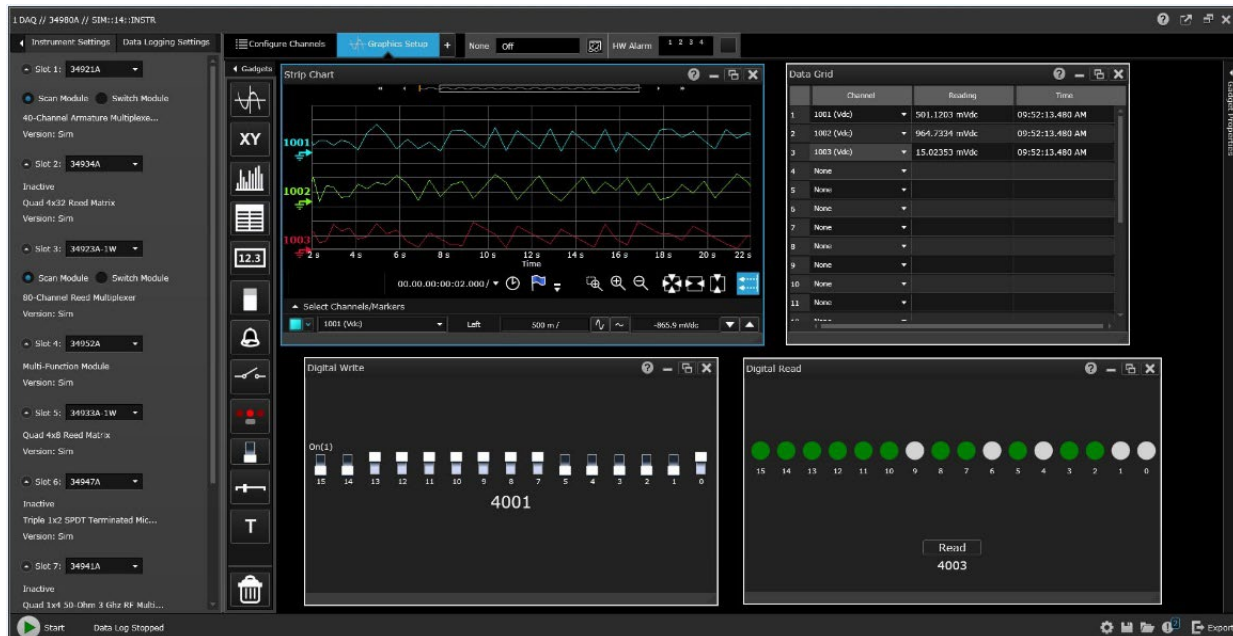 1 DAQ // 34980A // SIM::14::INSTR
Instrument Settings Data Logging Settings
Configure Channels Graphics Setup + None Off HW Alarm 1 2 3 4
Slot 1: 34921A
Scan Module Switch Module
40-Channel Armature Multiplexe...
Version: Sim
Slot 2: 34934A
Inactive
Quad 4x32 Reed Matrix
Version: Sim
Slot 3: 34923A-1W
Scan Module Switch Module
80-Channel Reed Multiplexer
Version: Sim
Slot 4: 34952A
Multi-Function Module
Version: Sim
Slot 5: 34933A-1W
Quad 4x8 Reed Matrix
Version: Sim
Slot 6: 34947A
Inactive
Triple 1x2 SPDT Terminated Mic...
Version: Sim
Slot 7: 34941A
Inactive
Quad 1x4 50-Ohm 3 Ghz RF Multi...
Gadgets
XY
12.3
T
Strip Chart
1001
1002
1003
2 s 4 s 6 s 8 s 10 s 12 s 14 s 16 s 18 s 20 s 22 s
Time
00.00.00:00:02.000/
Select Channels/Markers
1001 (Vdc) Left 500 m / -865.9 mVdc
Data Grid
Channel Reading Time
1 1001 (Vdc) 501.1203 mVdc 09:52:13.480 AM
2 1002 (Vdc) 964.7334 mVdc 09:52:13.480 AM
3 1003 (Vdc) 15.02353 mVdc 09:52:13.480 AM
4 None
5 None
6 None
7 None
8 None
9 None
10 None
11 None
Gadget Properties
Digital Write
On(1)
15 14 13 12 11 10 9 8 7 5 4 3 2 1 0
4001
Digital Read
15 14 13 12 11 10 9 8 7 6 5 4 3 2 1 0
Read
4003
Start Data Log Stopped
2 Export